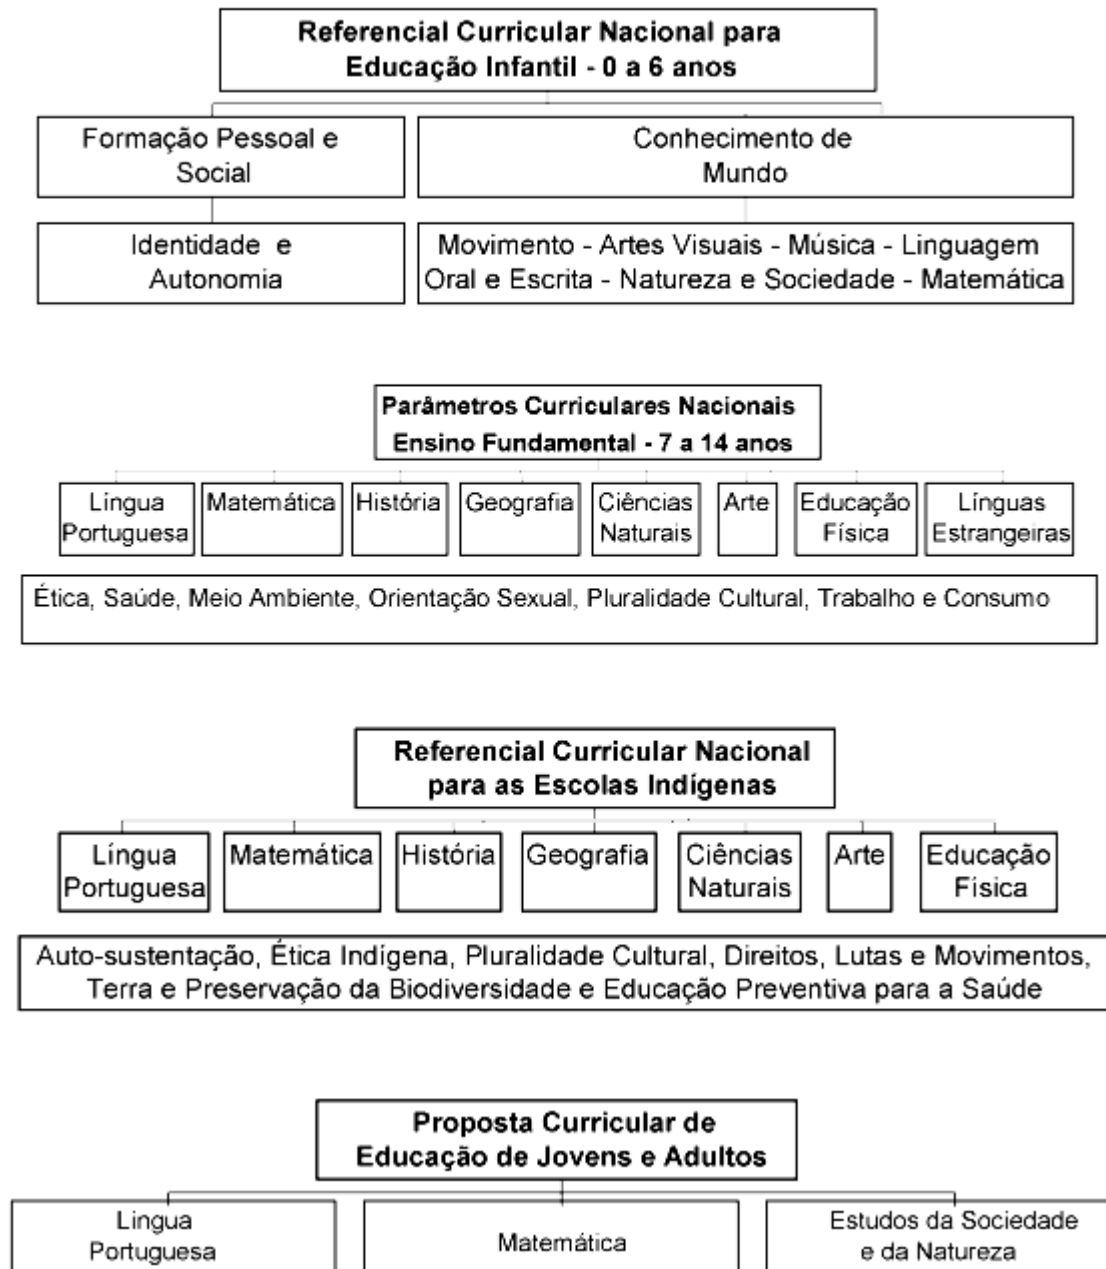 Referencial Curricular Nacional para
Educação Infantil - 0 a 6 anos
Formação Pessoal e
Social
Conhecimento de
Mundo
Identidade e
Autonomia
Movimento - Artes Visuais - Música - Linguagem
Oral e Escrita - Natureza e Sociedade - Matemática
Parâmetros Curriculares Nacionais
Ensino Fundamental - 7 a 14 anos
Língua
Portuguesa
Matemática
História
Geografia
Ciências
Naturais
Arte
Educação
Física
Línguas
Estrangeiras
Ética, Saúde, Meio Ambiente, Orientação Sexual, Pluralidade Cultural, Trabalho e Consumo
Referencial Curricular Nacional
para as Escolas Indígenas
Língua
Portuguesa
Matemática
História
Geografia
Ciências
Naturais
Arte
Educação
Física
Auto-sustentação, Ética Indígena, Pluralidade Cultural, Direitos, Lutas e Movimentos,
Terra e Preservação da Biodiversidade e Educação Preventiva para a Saúde
Proposta Curricular de
Educação de Jovens e Adultos
Lingua
Portuguesa
Matemática
Estudos da Sociedade
e da Natureza